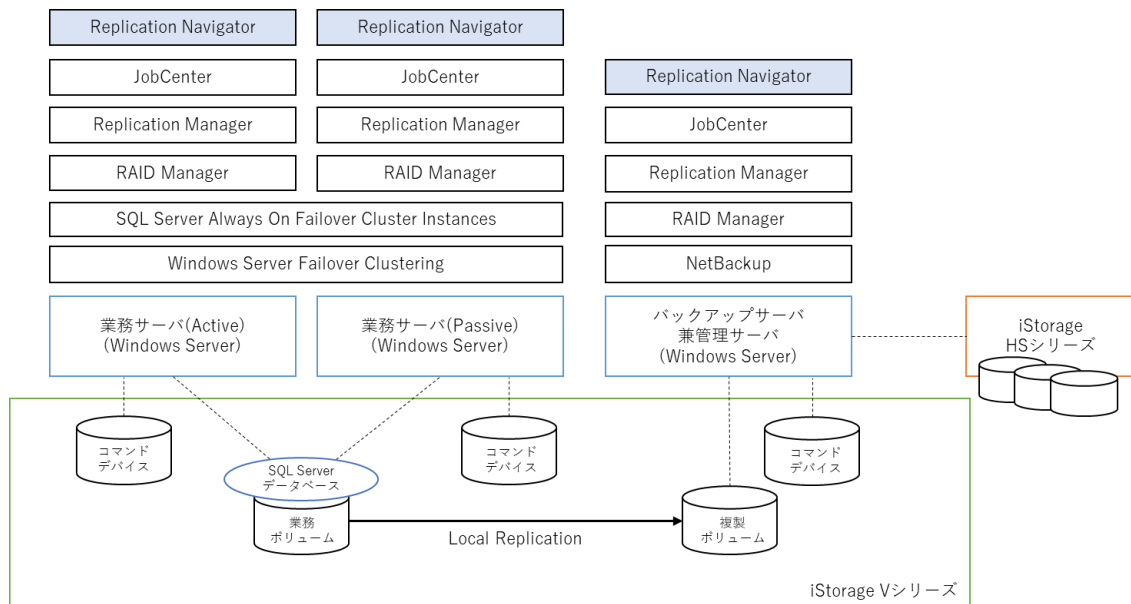 Replication Navigator
Replication Navigator
JobCenter
JobCenter
Replication Navigator
Replication Manager
Replication Manager
JobCenter
RAID Manager
RAID Manager
Replication Manager
SQL Server Always On Failover Cluster Instances
RAID Manager
Windows Server Failover Clustering
NetBackup
業務サーバ(Active)
(Windows Server)
業務サーバ(Passive)
(Windows Server)
バックアップサーバ
兼管理サーバ
(Windows Server)
iStorage
HSシリーズ
コマンド
デバイス
コマンド
デバイス
コマンド
デバイス
SQL Server
データベース
業務
ボリューム
Local Replication
複製
ボリューム
iStorage Vシリーズ